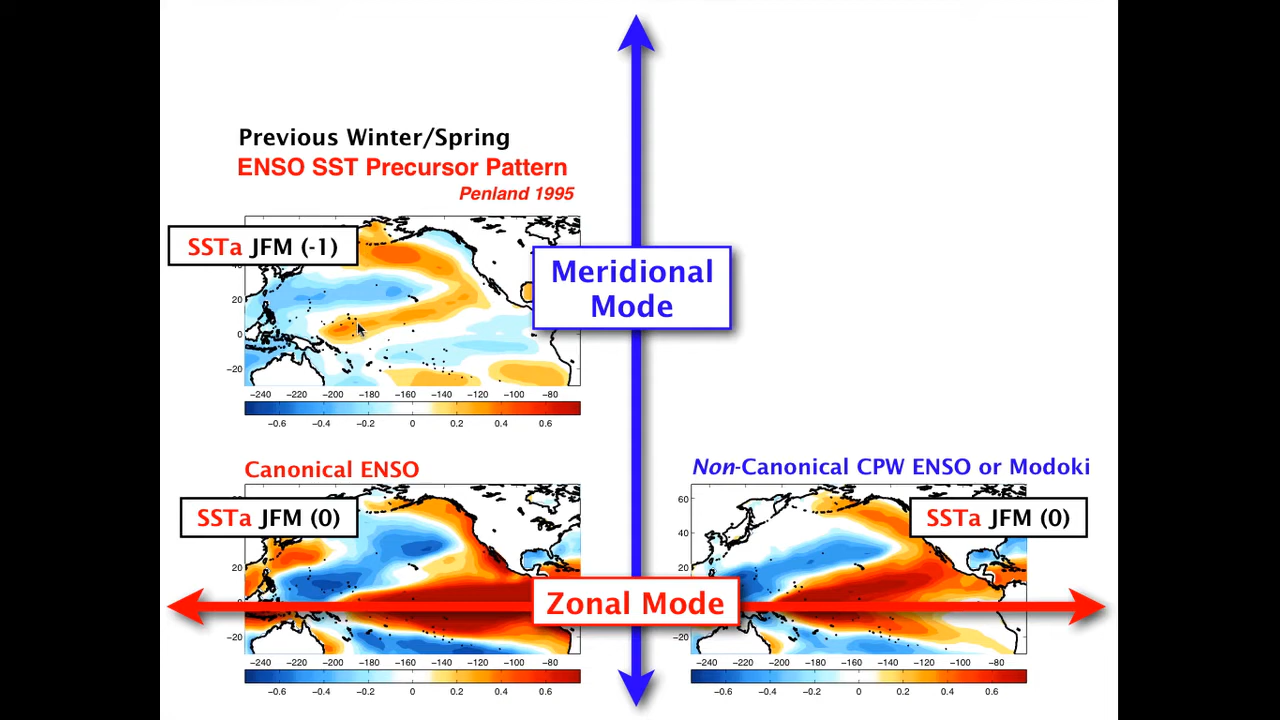 Previous Winter/Spring
ENSO SST Precursor Pattern
Penland 1995
SSTa JFM (-1)
20
0
−20
−240 −220 −200 −180 −160 −140 −120 −100 −80
−0.6 −0.4 −0.2 0 0.2 0.4 0.6
Meridional
Mode
Canonical ENSO
SSTa JFM (0)
20
−20
−240 −220 −200 −180 −160 −140 −120 −100 −80
−0.6 −0.4 −0.2 0 0.2 0.4 0.6
Zonal Mode
Non-Canonical CPW ENSO or Modoki
SSTa JFM (0)
60
40
20
−20
−240 −220 −200 −180 −160 −140 −120 −100 −80
−0.6 −0.4 −0.2 0 0.2 0.4 0.6